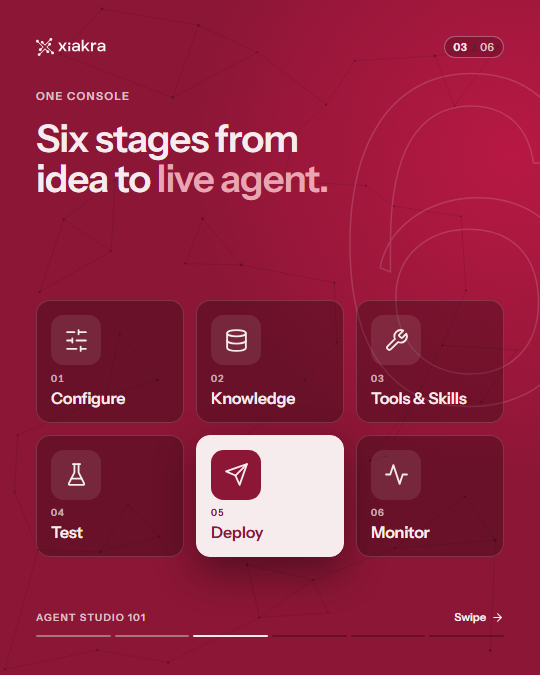 xiakra
03 06
ONE CONSOLE
Six stages from
idea to live agent.
6
01
Configure
02
Knowledge
03
Tools & Skills
04
Test
05
Deploy
06
Monitor
AGENT STUDIO 101
Swipe →